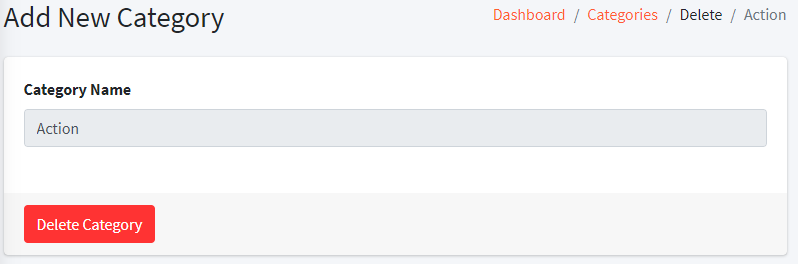 Add New Category
Dashboard / Categories / Delete / Action
Category Name
Action
Delete Category